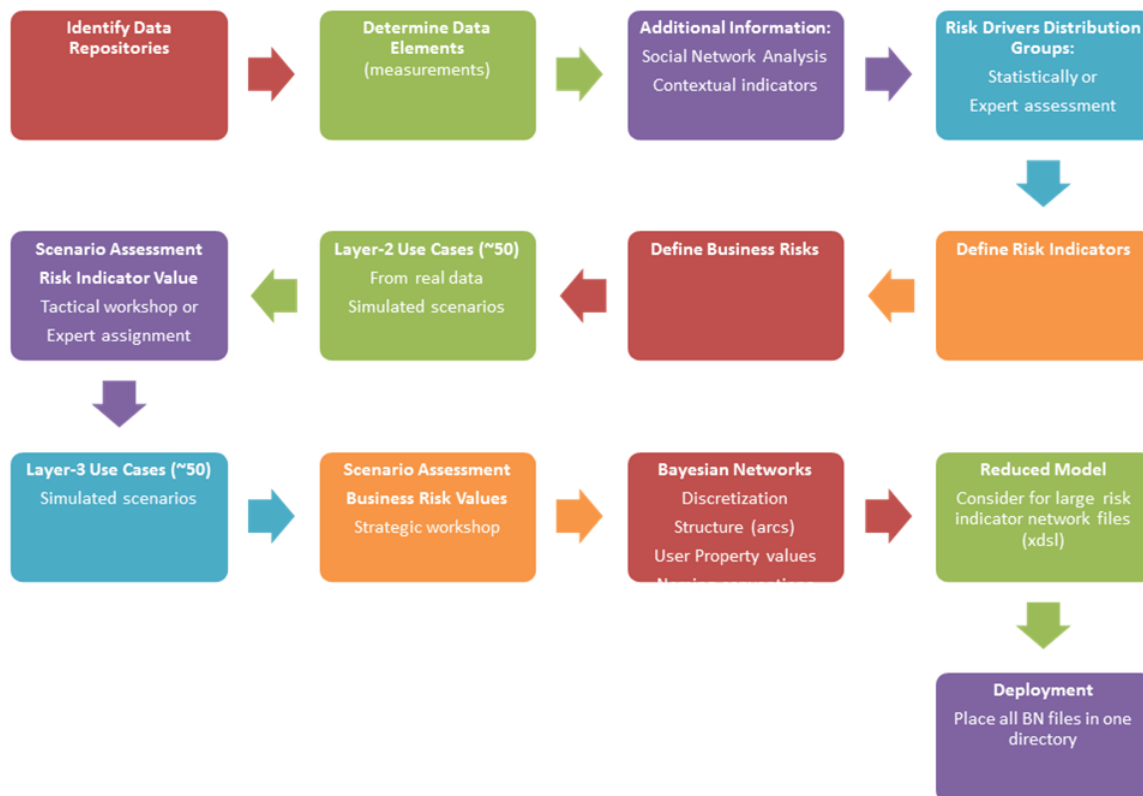 Identify Data
Repositories
Determine Data
Elements
(measurements)
Additional Information:
Social Network Analysis
Contextual indicators
Risk Drivers Distribution
Groups:
Statistically or
Expert assessment
Scenario Assessment
Risk Indicator Value
Tactical workshop or
Expert assignment
Layer-2 Use Cases (~50)
From real data
Simulated scenarios
Define Business Risks
Define Risk Indicators
Layer-3 Use Cases (~50)
Simulated scenarios
Scenario Assessment
Business Risk Values
Strategic workshop
Bayesian Networks
Discretization
Structure (arcs)
User Property values
Naming conventions
Reduced Model
Consider for large risk
indicator network files
(xdsl)
Deployment
Place all BN files in one
directory